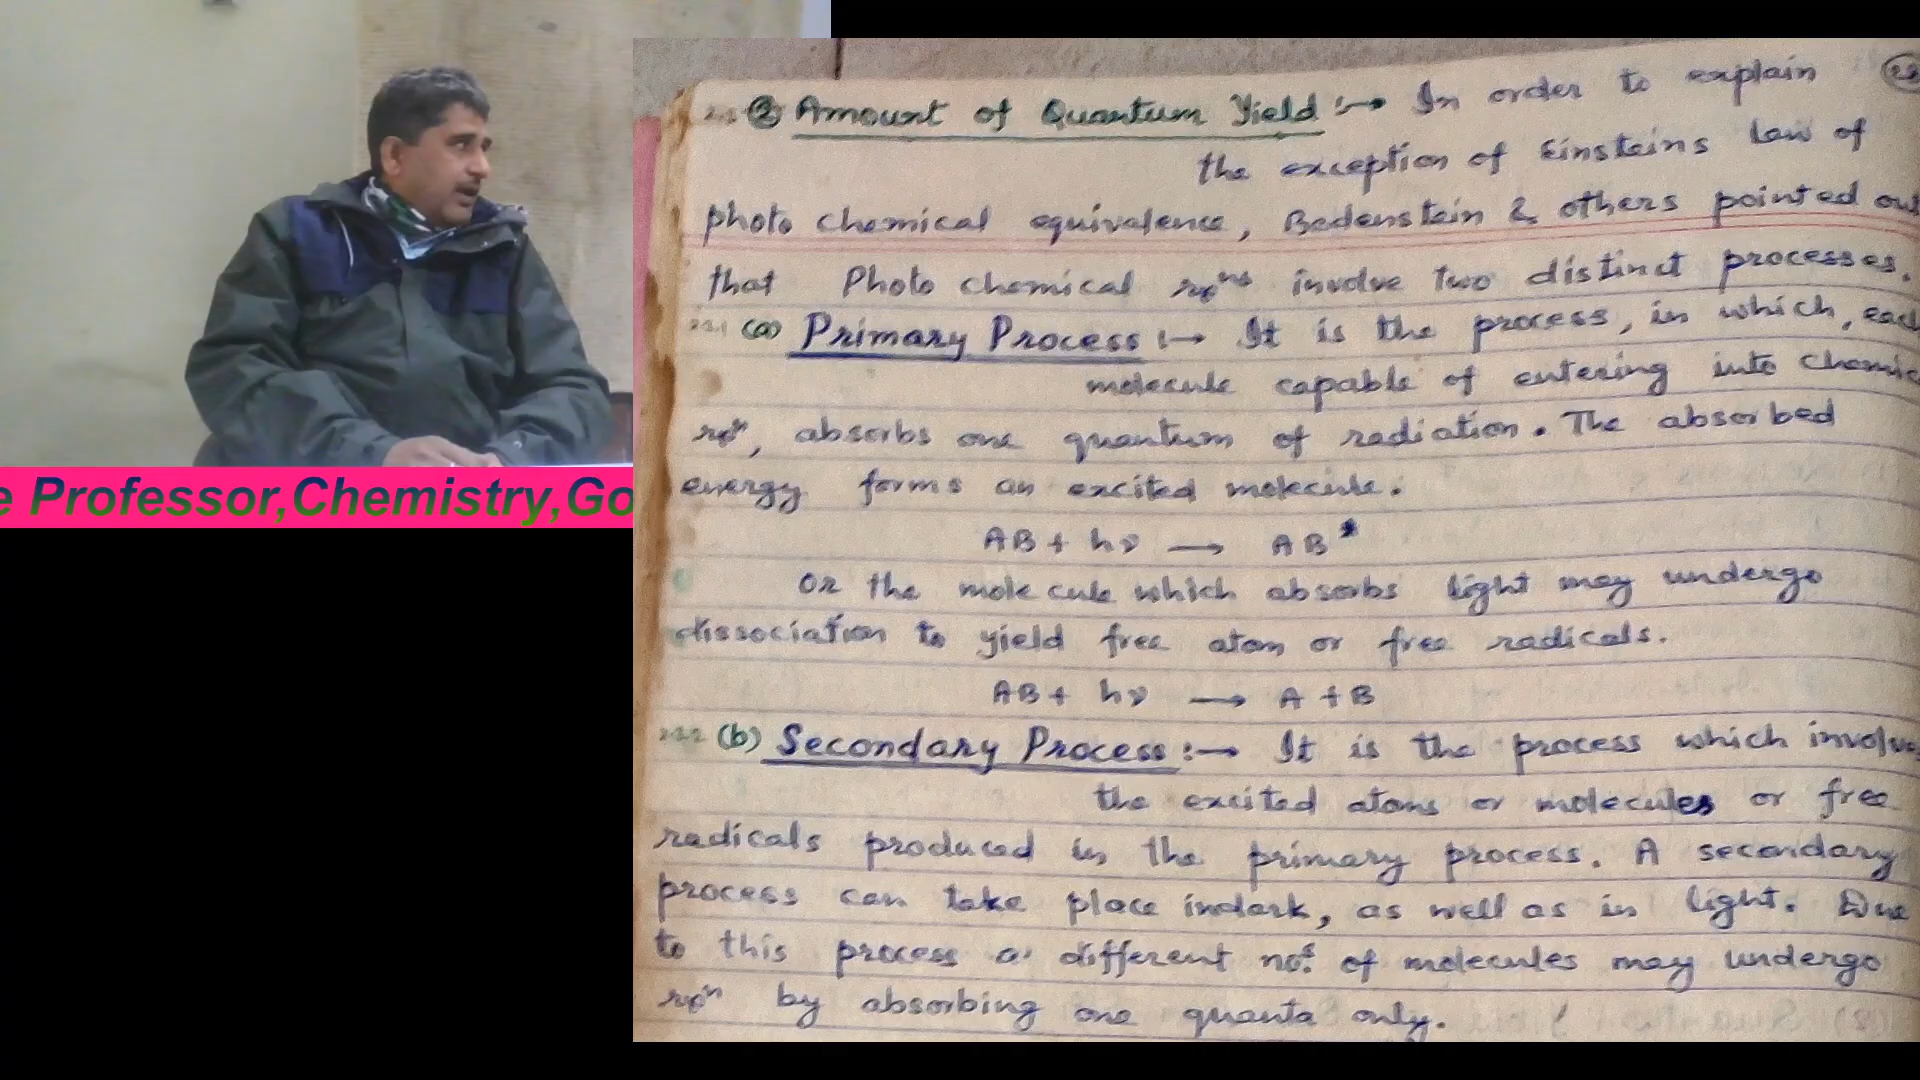 e Professor,Chemistry,Go
② Amount of Quantum Yield :→ In order to explain
the exception of Einsteins Law of
photo chemical equivalence, Bodenstein & others pointed out
that Photo chemical rxⁿˢ involve two distinct processes.
(a) Primary Process :→ It is the process, in which, each
molecule capable of entering into chemic
rxⁿ, absorbs one quantum of radiation. The absorbed
energy forms an excited molecule.
AB + hν → AB*
or the mole cule which absorbs light may undergo
dissociation to yield free atom or free radicals.
AB + hν → A + B
(b) Secondary Process :→ It is the process which involve
the excited atoms or molecules or free
radicals produced in the primary process. A secondary
process can take place indark, as well as in light. Due
to this process a different no. of molecules may undergo
rxⁿ by absorbing one quanta only.